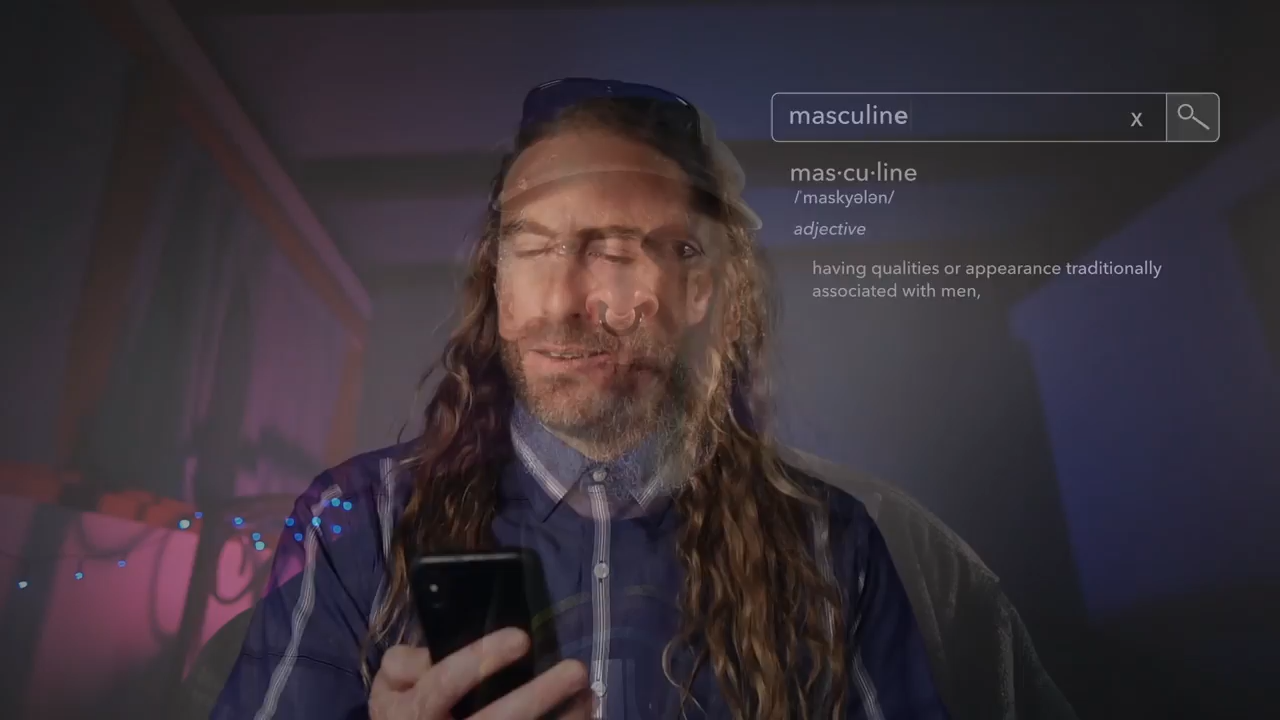 masculine x
mas·cu·line
/ˈmaskyələn/
adjective
having qualities or appearance traditionally
associated with men,